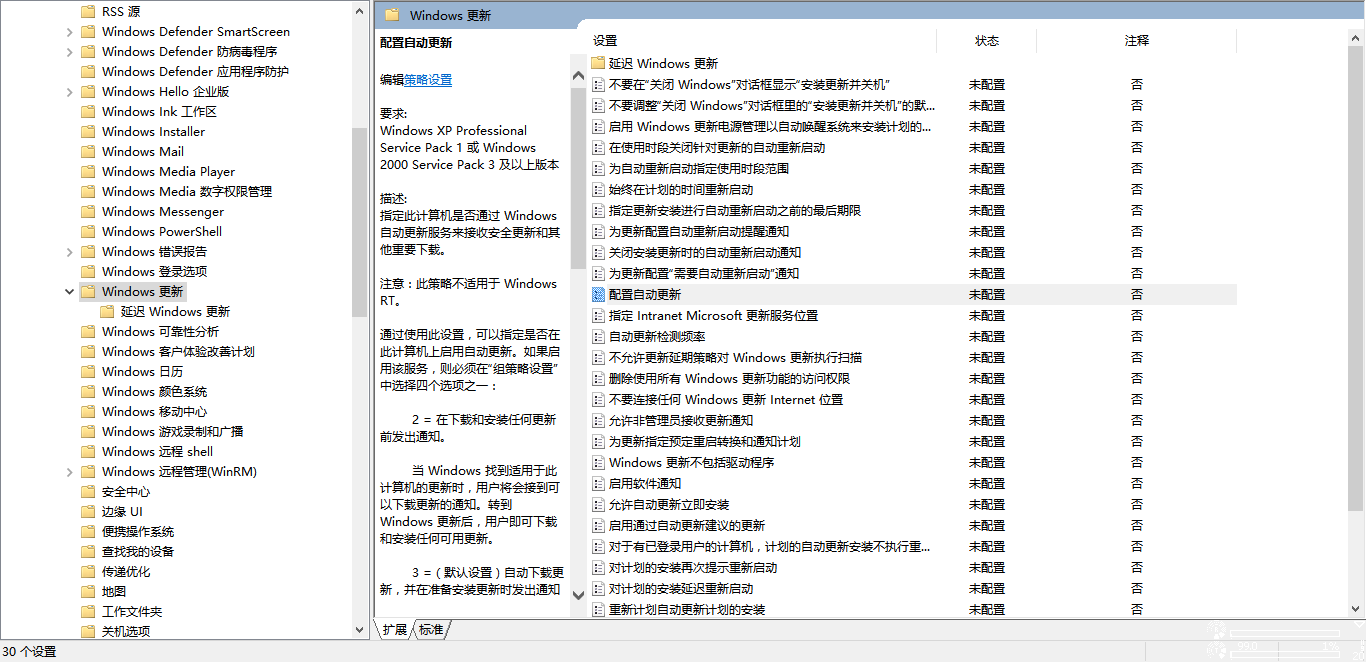 RSS 源
Windows Defender SmartScreen
Windows Defender 防病毒程序
Windows Defender 应用程序防护
Windows Hello 企业版
Windows Ink 工作区
Windows Installer
Windows Mail
Windows Media Player
Windows Media 数字权限管理
Windows Messenger
Windows PowerShell
Windows 错误报告
Windows 登录选项
Windows 更新
延迟 Windows 更新
Windows 可靠性分析
Windows 客户体验改善计划
Windows 日历
Windows 颜色系统
Windows 移动中心
Windows 游戏录制和广播
Windows 远程 shell
Windows 远程管理(WinRM)
安全中心
边缘 UI
便携操作系统
查找我的设备
传递优化
地图
工作文件夹
关机选项
Windows 更新
配置自动更新
编辑策略设置
要求:
Windows XP Professional
Service Pack 1 或 Windows
2000 Service Pack 3 及以上版本
描述:
指定此计算机是否通过 Windows
自动更新服务来接收安全更新和其
他重要下载。
注意：此策略不适用于 Windows
RT。
通过使用此设置，可以指定是否在
此计算机上启用自动更新。如果启
用该服务，则必须在“组策略设置”
中选择四个选项之一：
2 = 在下载和安装任何更新
前发出通知。
当 Windows 找到适用于此
计算机的更新时，用户将会接到可
以下载更新的通知。转到
Windows 更新后，用户即可下载
和安装任何可用更新。
3 =（默认设置）自动下载更
新，并在准备安装更新时发出通知
设置 状态 注释
延迟 Windows 更新
不要在“关闭 Windows”对话框显示“安装更新并关机” 未配置 否
不要调整“关闭 Windows”对话框里的“安装更新并关机”的默... 未配置 否
启用 Windows 更新电源管理以自动唤醒系统来安装计划的... 未配置 否
在使用时段关闭针对更新的自动重新启动 未配置 否
为自动重新启动指定使用时段范围 未配置 否
始终在计划的时间重新启动 未配置 否
指定更新安装进行自动重新启动之前的最后期限 未配置 否
为更新配置自动重新启动提醒通知 未配置 否
关闭安装更新时的自动重新启动通知 未配置 否
为更新配置“需要自动重新启动”通知 未配置 否
配置自动更新 未配置 否
指定 Intranet Microsoft 更新服务位置 未配置 否
自动更新检测频率 未配置 否
不允许更新延期策略对 Windows 更新执行扫描 未配置 否
删除使用所有 Windows 更新功能的访问权限 未配置 否
不要连接任何 Windows 更新 Internet 位置 未配置 否
允许非管理员接收更新通知 未配置 否
为更新指定预定重启转换和通知计划 未配置 否
Windows 更新不包括驱动程序 未配置 否
启用软件通知 未配置 否
允许自动更新立即安装 未配置 否
启用通过自动更新建议的更新 未配置 否
对于有已登录用户的计算机，计划的自动更新安装不执行重... 未配置 否
对计划的安装再次提示重新启动 未配置 否
对计划的安装延迟重新启动 未配置 否
重新计划自动更新计划的安装 未配置 否
扩展 标准
30 个设置